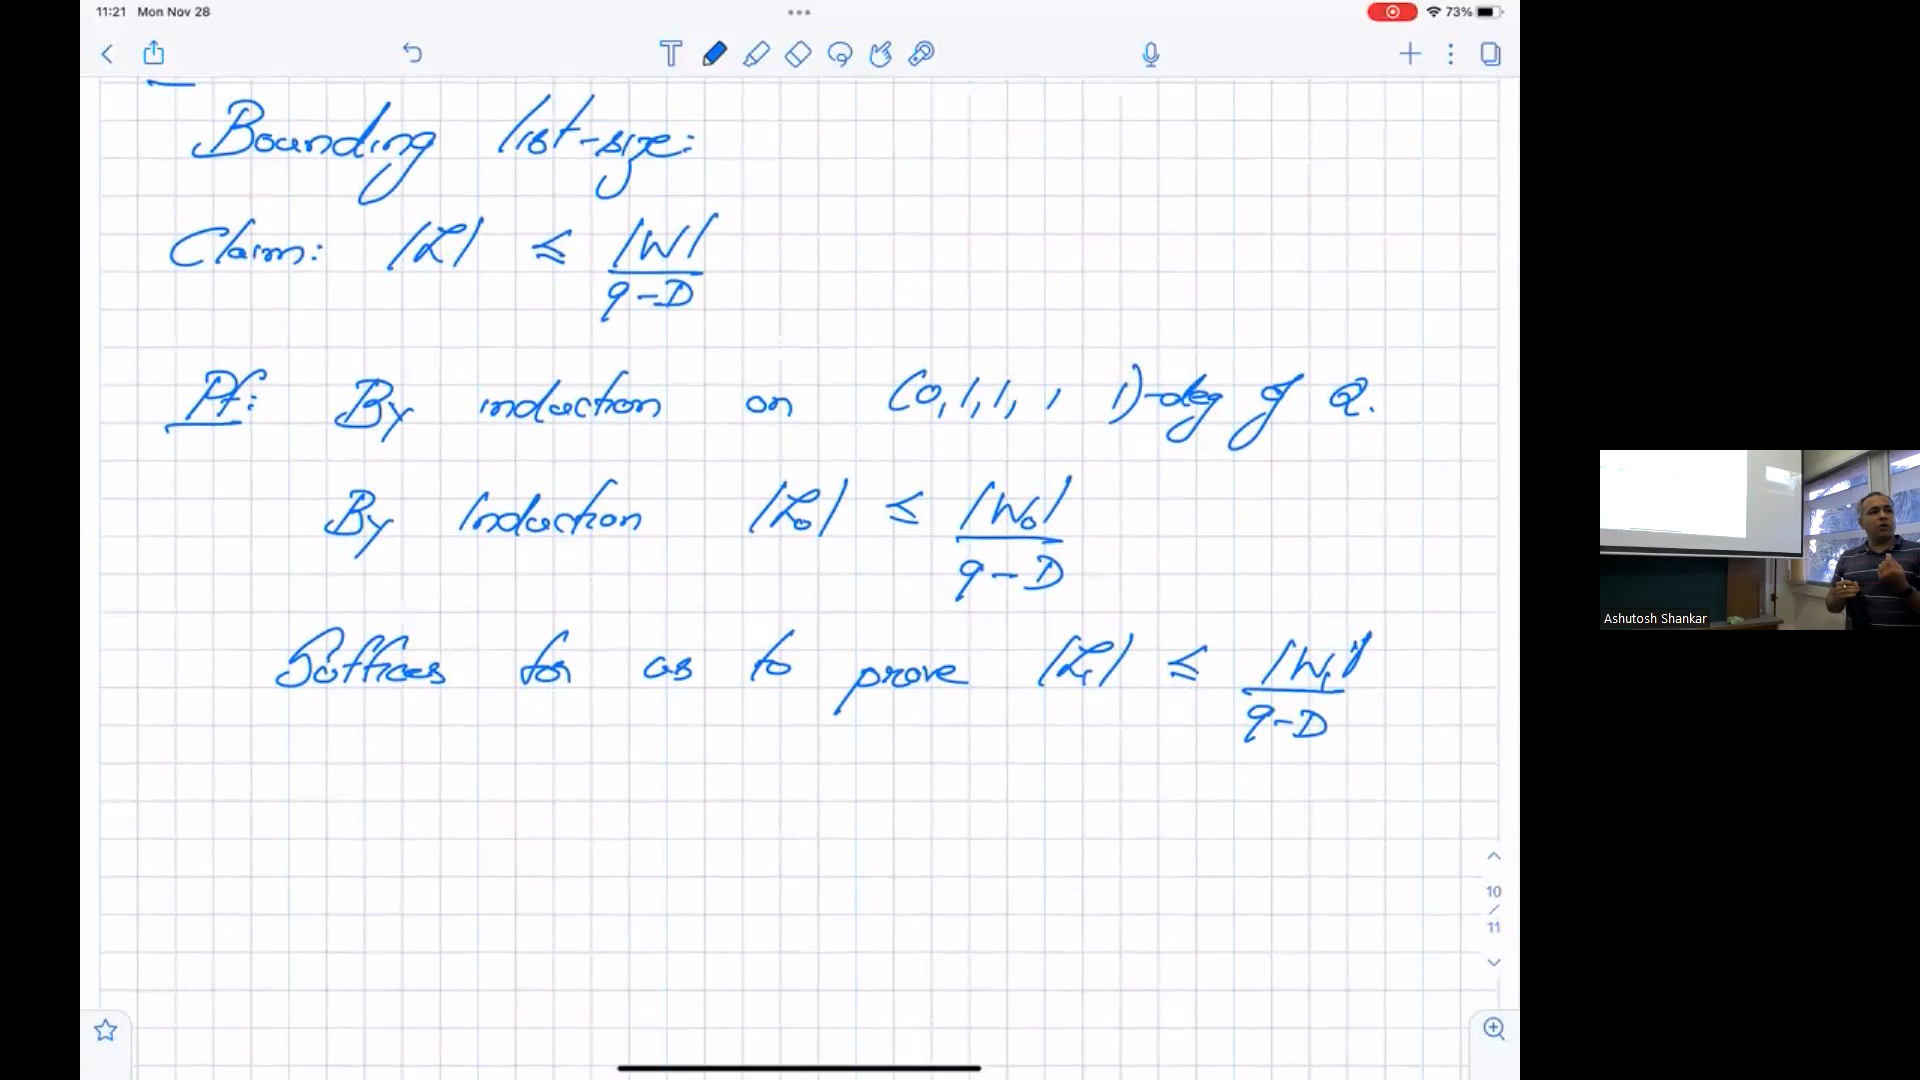 11:21 Mon Nov 28
73%
Bounding list-size:
Claim: |ℒ| ≤ |W| / (q-D)
Pf: By induction on (0,1,1, , 1)-deg of Q.
By Induction |ℒ₀| ≤ |W₀| / (q-D)
Suffices for us to prove |ℒ₁| ≤ |W₁| / (q-D)
Ashutosh Shankar
10
/
11